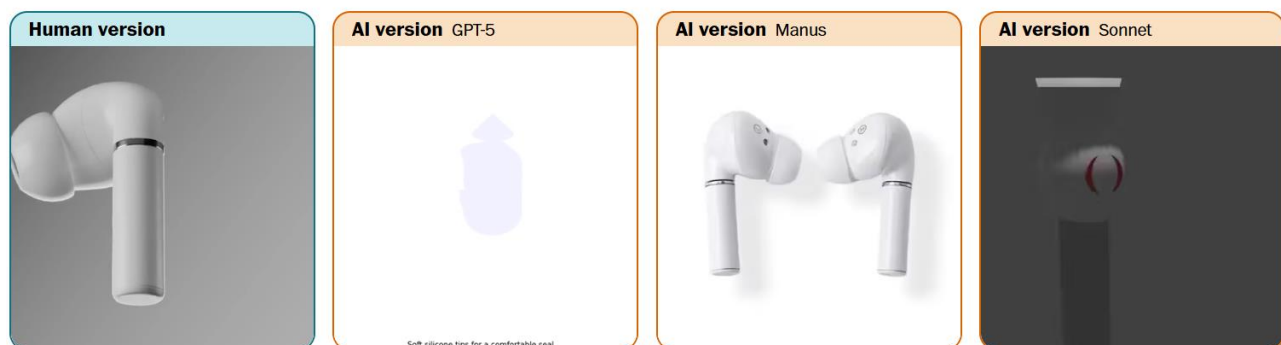 Human version
AI version GPT-5
AI version Manus
AI version Sonnet
Soft silicone tips for a comfortable seal